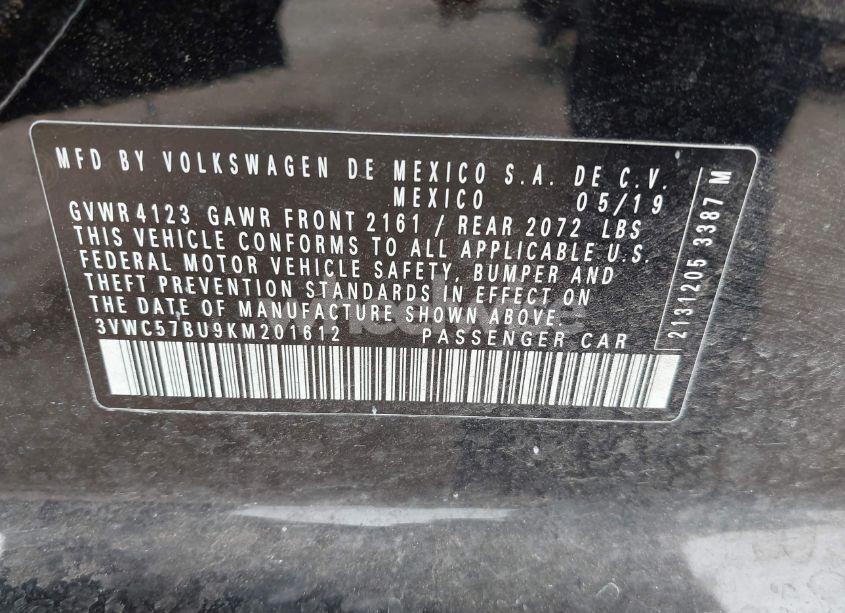 MFD BY VOLKSWAGEN DE MEXICO S.A. DE C.V.
MEXICO 05/19
GVWR 4123 GAWR FRONT 2161 / REAR 2072 LBS
THIS VEHICLE CONFORMS TO ALL APPLICABLE U.S.
FEDERAL MOTOR VEHICLE SAFETY, BUMPER AND
THEFT PREVENTION STANDARDS IN EFFECT ON
THE DATE OF MANUFACTURE SHOWN ABOVE.
3VWC57BU9KM201612 PASSENGER CAR
2131205 3387 M